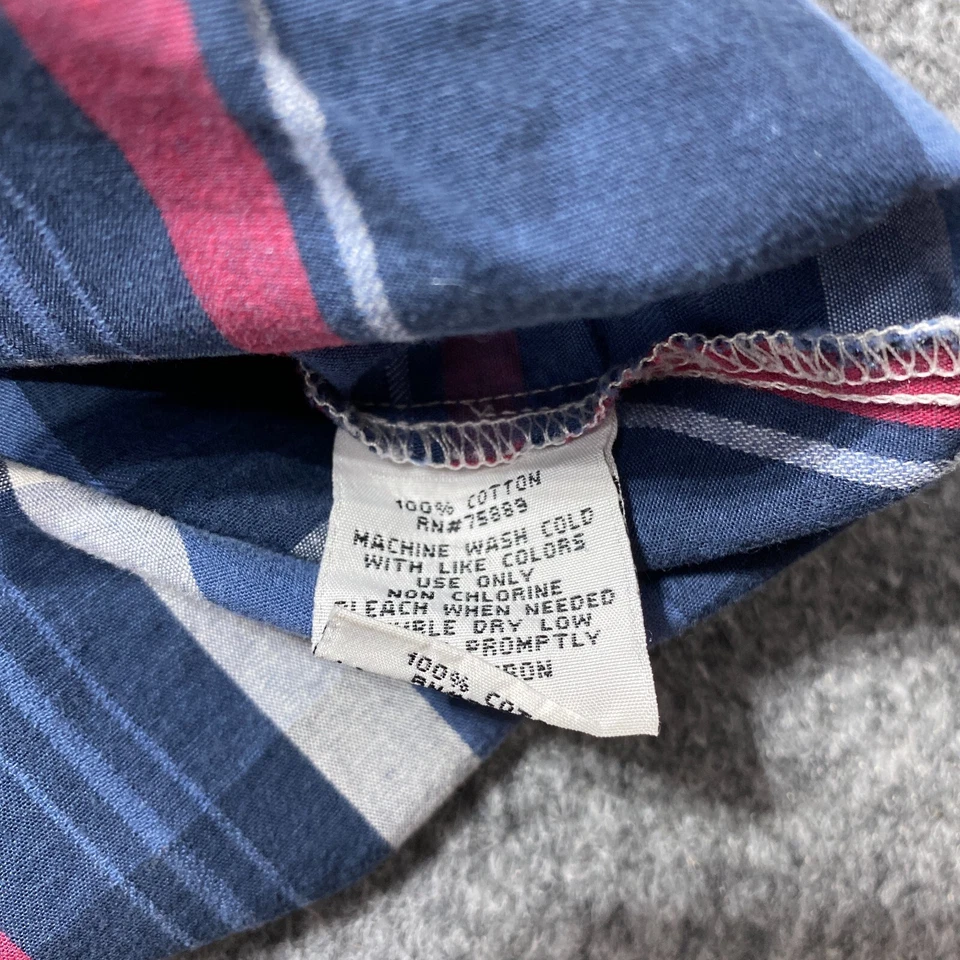 100% COTTON
RN#75889
MACHINE WASH COLD
WITH LIKE COLORS
USE ONLY
NON CHLORINE
BLEACH WHEN NEEDED
DRY LOW
PROMPTLY
100%